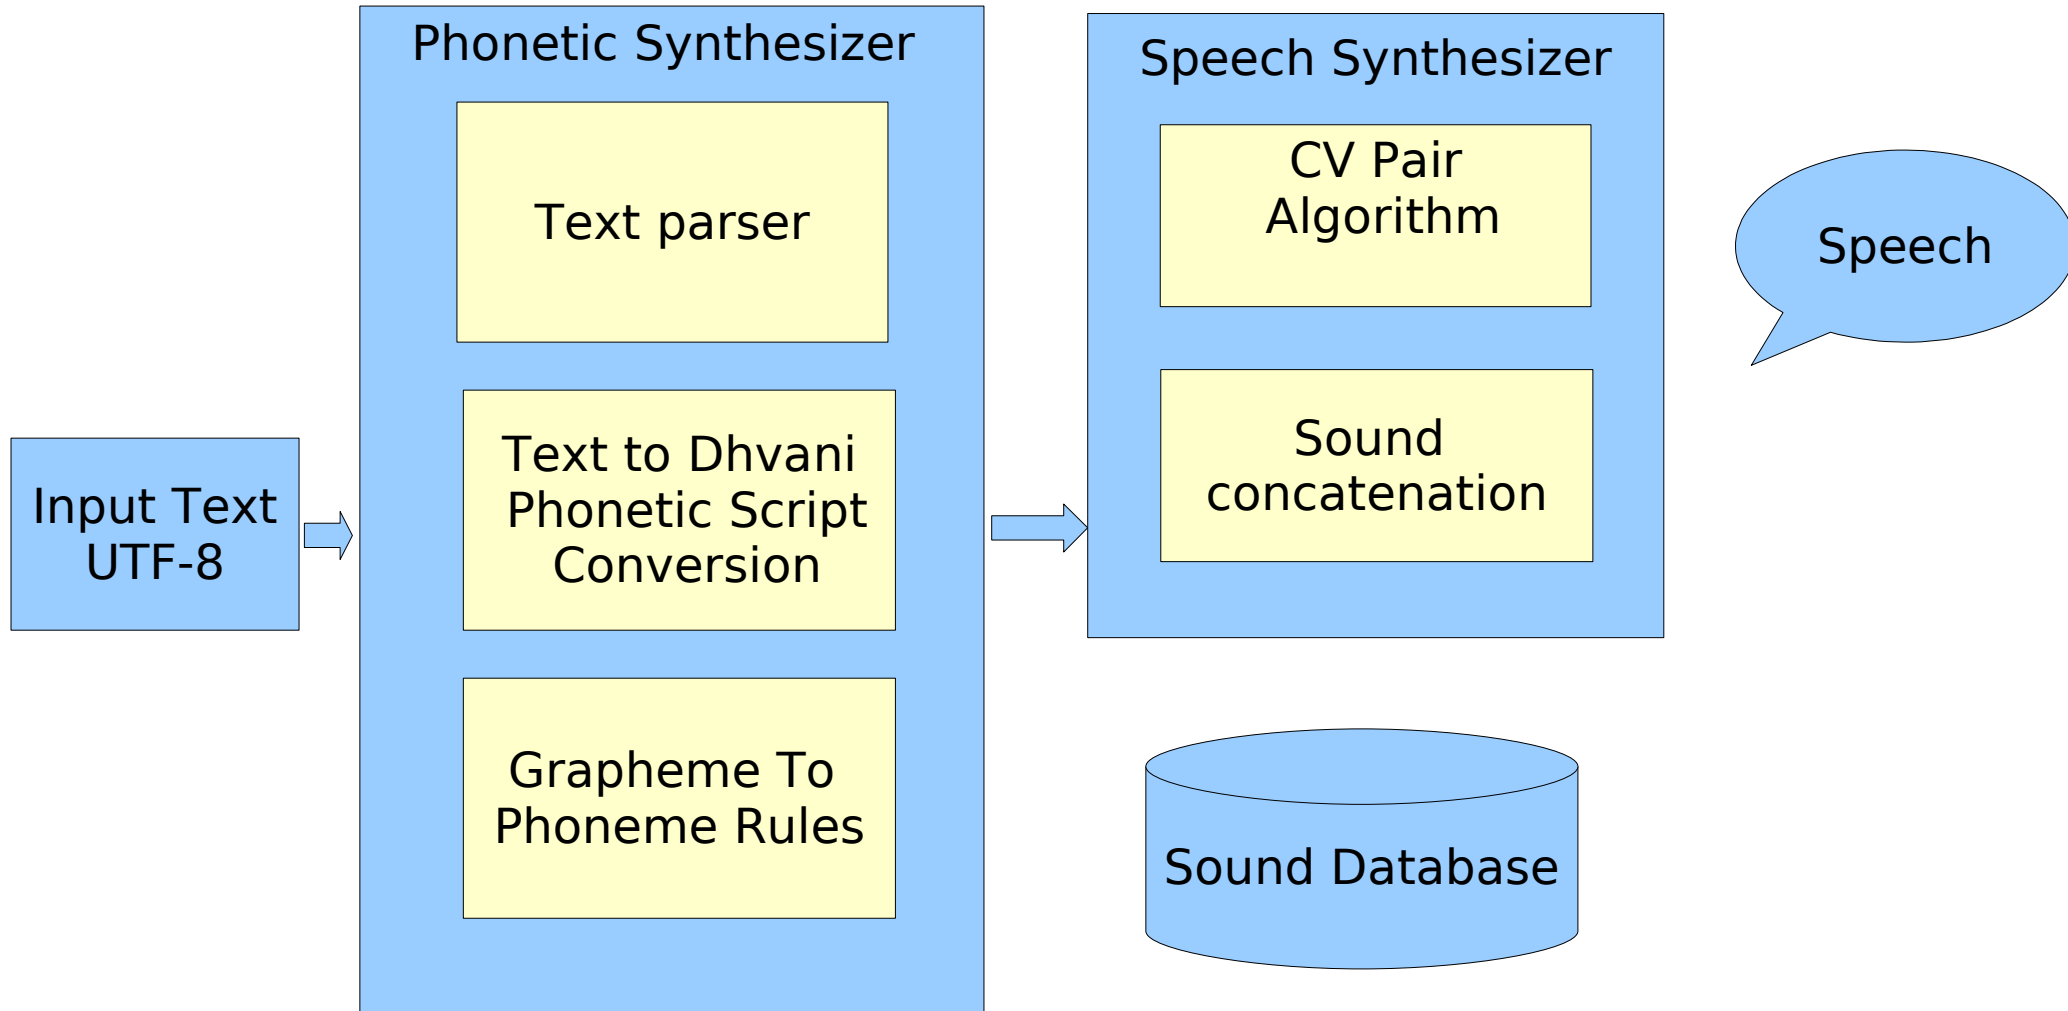 Input Text
UTF-8
Phonetic Synthesizer
Text parser
Text to Dhvani
Phonetic Script
Conversion
Grapheme To
Phoneme Rules
Speech Synthesizer
CV Pair
Algorithm
Sound
concatenation
Sound Database
Speech